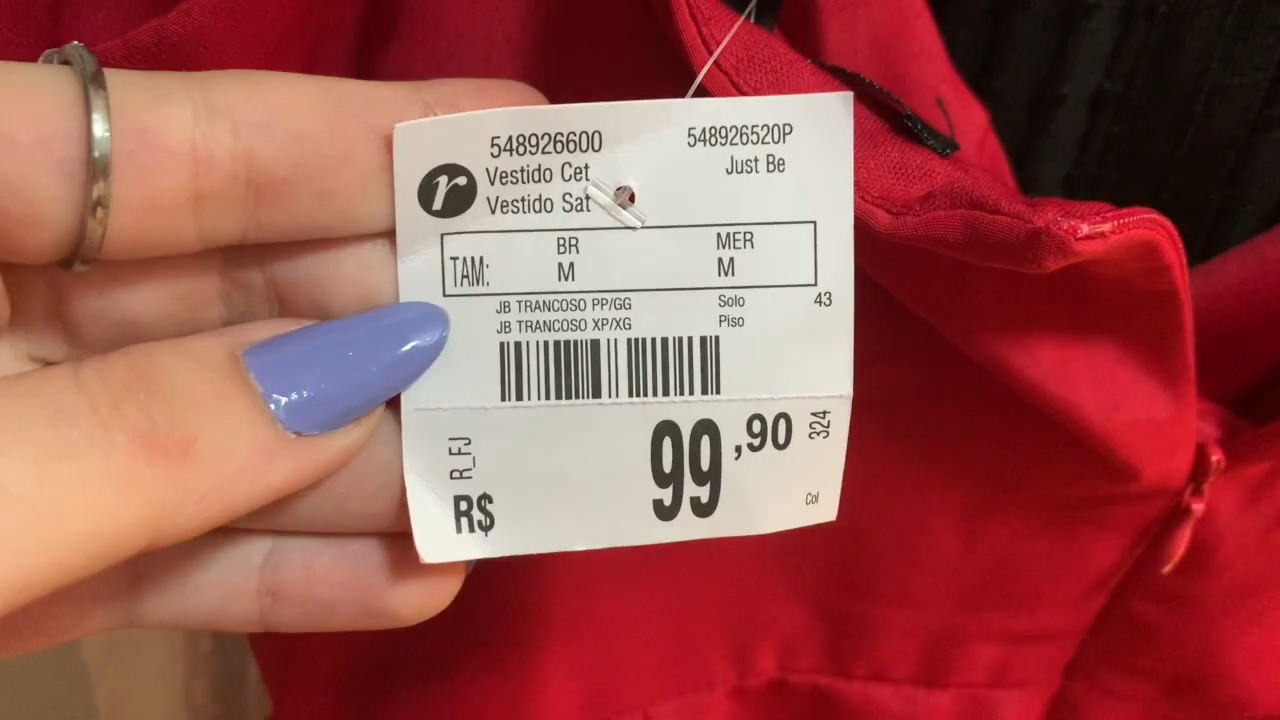 548926600 548926520P
r Vestido Cet Just Be
Vestido Sat
BR MER
TAM: M M
JB TRANCOSO PP/GG Solo 43
JB TRANCOSO XP/XG Piso
R_FJ
R$ 99,90
324
Col